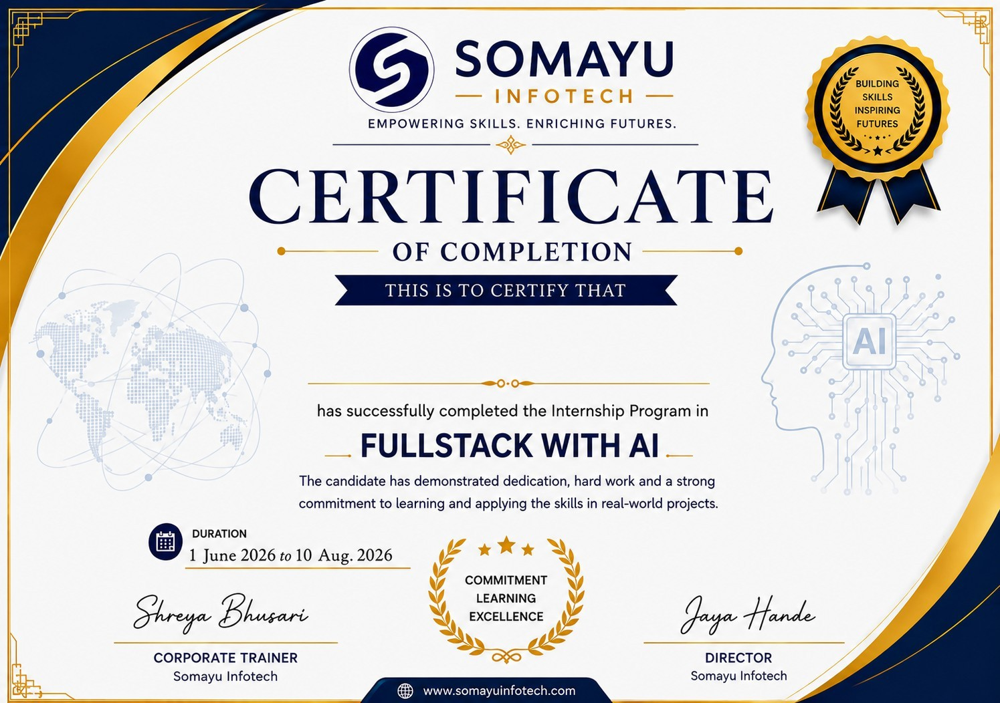 SOMAYU
INFOTECH
EMPOWERING SKILLS. ENRICHING FUTURES.
BUILDING
SKILLS
INSPIRING
FUTURES
CERTIFICATE
OF COMPLETION
THIS IS TO CERTIFY THAT
AI
has successfully completed the Internship Program in
FULLSTACK WITH AI
The candidate has demonstrated dedication, hard work and a strong
commitment to learning and applying the skills in real-world projects.
DURATION
1 June 2026 to 10 Aug. 2026
COMMITMENT
LEARNING
EXCELLENCE
Shreya Bhusari
CORPORATE TRAINER
Somayu Infotech
Jaya Hande
DIRECTOR
Somayu Infotech
www.somayuinfotech.com